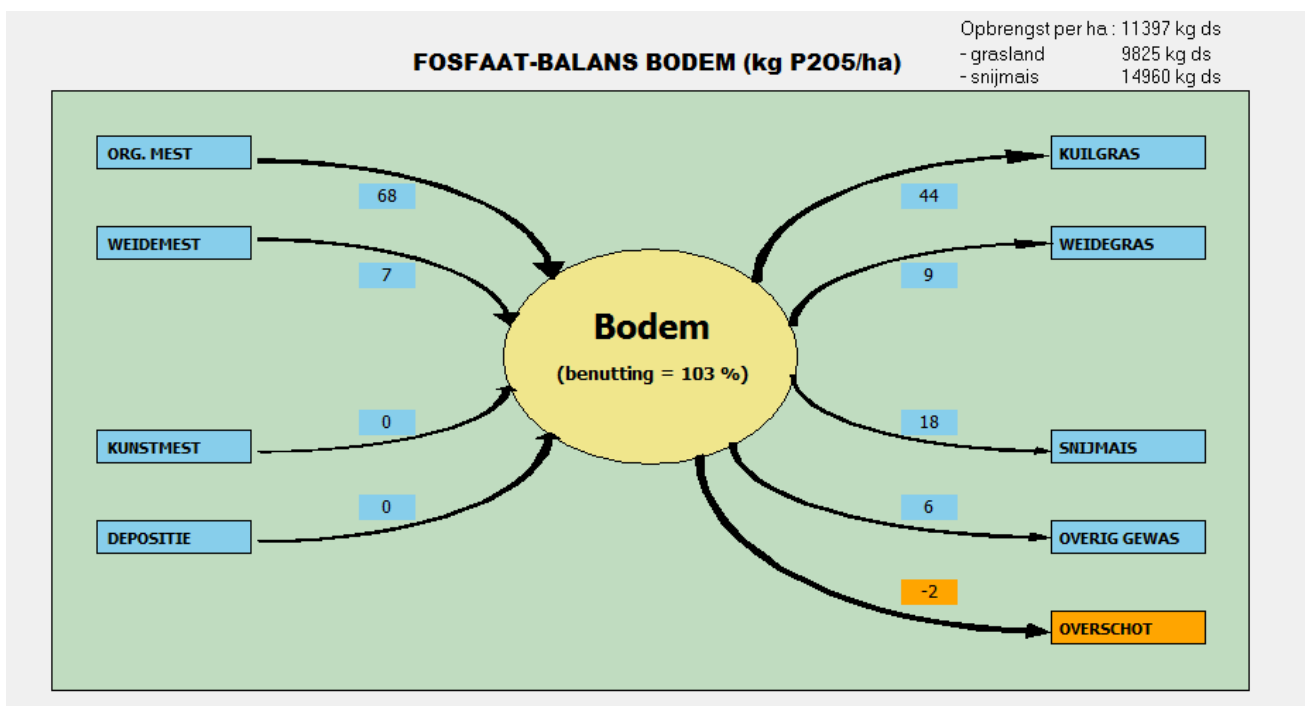 Opbrengst per ha : 11397 kg ds
FOSFAAT-BALANS BODEM (kg P2O5/ha)
- grasland 9825 kg ds
- snijmais 14960 kg ds
ORG. MEST
KUILGRAS
68
44
WEIDEMEST
WEIDEGRAS
7
9
Bodem
(benutting = 103 %)
0
18
KUNSTMEST
SNIJMAIS
0
6
DEPOSITIE
OVERIG GEWAS
-2
OVERSCHOT